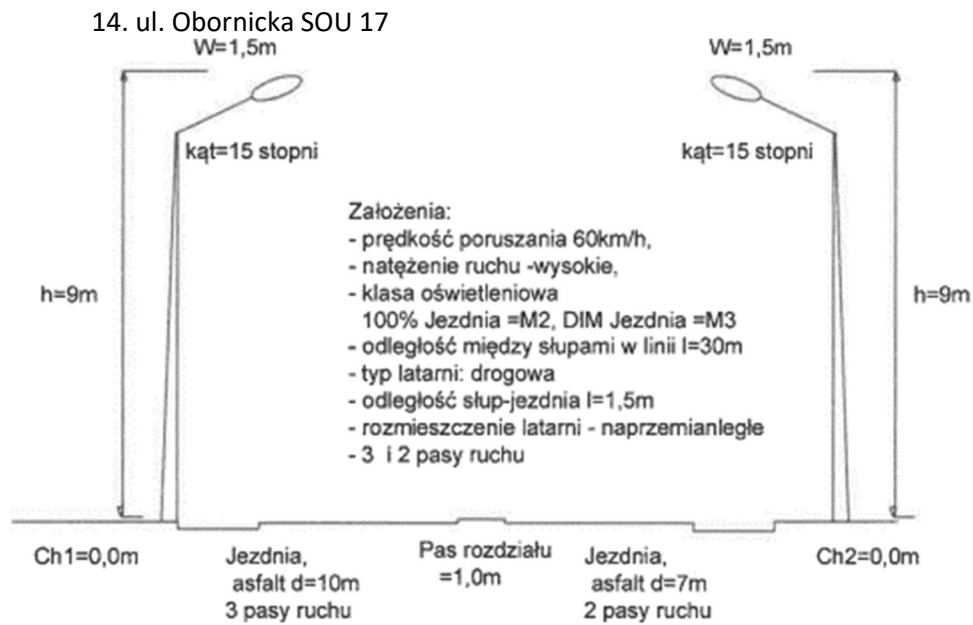 14. ul. Obornicka SOU 17
W=1,5m
W=1,5m
kąt=15 stopni
kąt=15 stopni
Założenia:
- prędkość poruszania 60km/h,
- natężenie ruchu -wysokie,
- klasa oświetleniowa
100% Jezdnia =M2, DIM Jezdnia =M3
- odległość między słupami w linii l=30m
- typ latarni: drogowa
- odległość słup-jezdnia l=1,5m
- rozmieszczenie latarni - naprzemianległe
- 3 i 2 pasy ruchu
h=9m
h=9m
Ch1=0,0m
Jezdnia,
asfalt d=10m
3 pasy ruchu
Pas rozdziału
=1,0m
Jezdnia,
asfalt d=7m
2 pasy ruchu
Ch2=0,0m